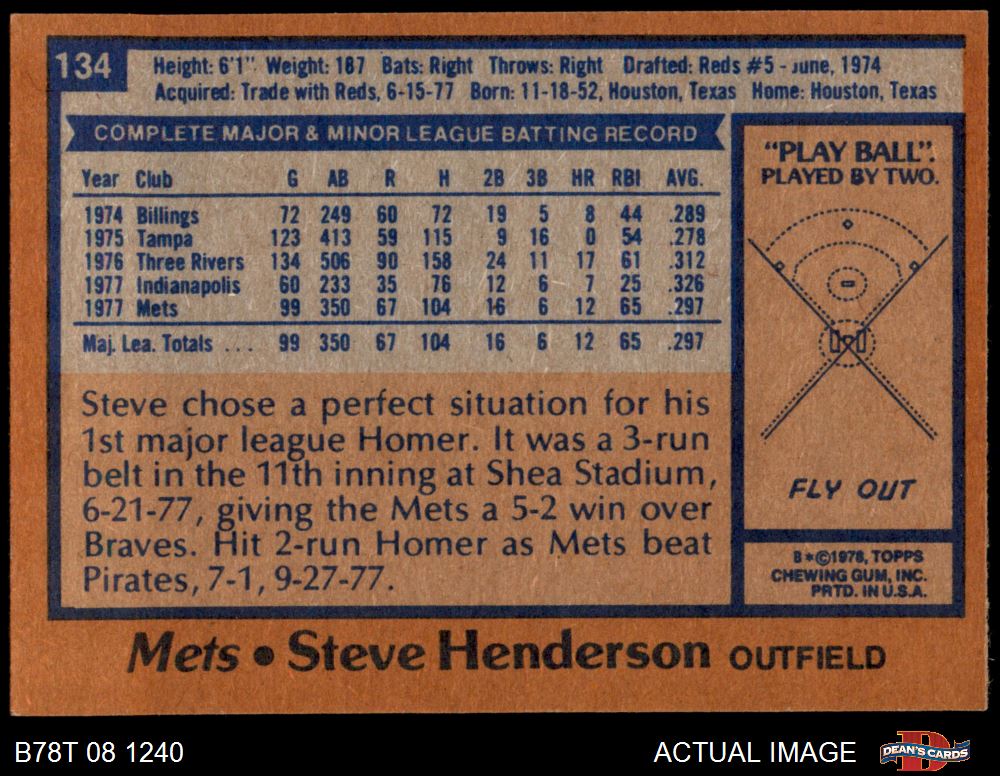 134
Height: 6'1". Weight: 187 Bats: Right Throws: Right Drafted: Reds #5 - June, 1974
Acquired: Trade with Reds, 6-15-77 Born: 11-18-52, Houston, Texas Home: Houston, Texas
COMPLETE MAJOR & MINOR LEAGUE BATTING RECORD
Year Club G AB R H 2B 3B HR RBI AVG.
1974 Billings 72 249 60 72 19 5 8 44 .289
1975 Tampa 123 413 59 115 9 16 0 54 .278
1976 Three Rivers 134 506 90 158 24 11 17 61 .312
1977 Indianapolis 60 233 35 76 12 6 7 25 .326
1977 Mets 99 350 67 104 16 6 12 65 .297
Maj. Lea. Totals ... 99 350 67 104 16 6 12 65 .297
Steve chose a perfect situation for his
1st major league Homer. It was a 3-run
belt in the 11th inning at Shea Stadium,
6-21-77, giving the Mets a 5-2 win over
Braves. Hit 2-run Homer as Mets beat
Pirates, 7-1, 9-27-77.
"PLAY BALL".
PLAYED BY TWO.
FLY OUT
B*©1978, TOPPS
CHEWING GUM, INC.
PRTD. IN U.S.A.
Mets • Steve Henderson OUTFIELD
B78T 08 1240
ACTUAL IMAGE
DEAN'S CARDS